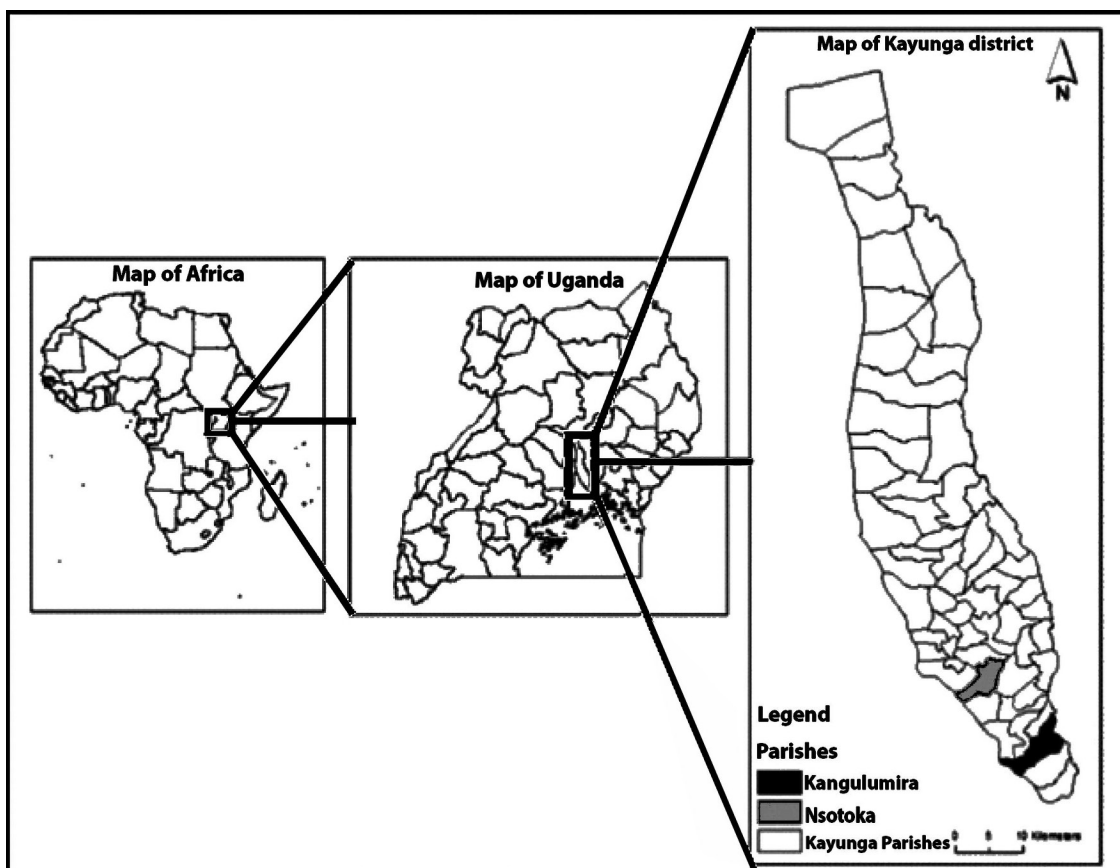 Map of Kayunga district
N
Map of Africa
Map of Uganda
Legend
Parishes
Kangulumira
Nsotoka
Kayunga Parishes
0 5 10 Kilometers